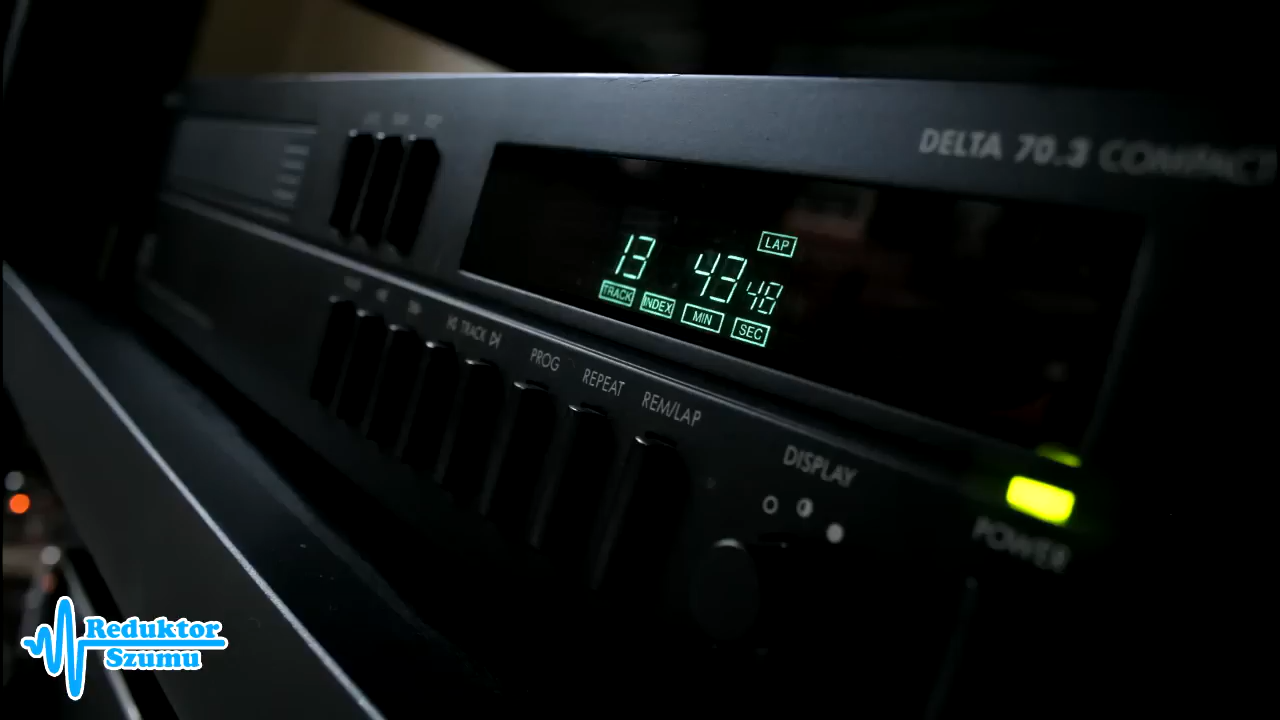 DELTA 70.3 COMPACT
LAP
13 43 48
TRACK INDEX MIN SEC
TRACK
PROG
REPEAT
REM/LAP
DISPLAY
POWER
Reduktor
Szumu